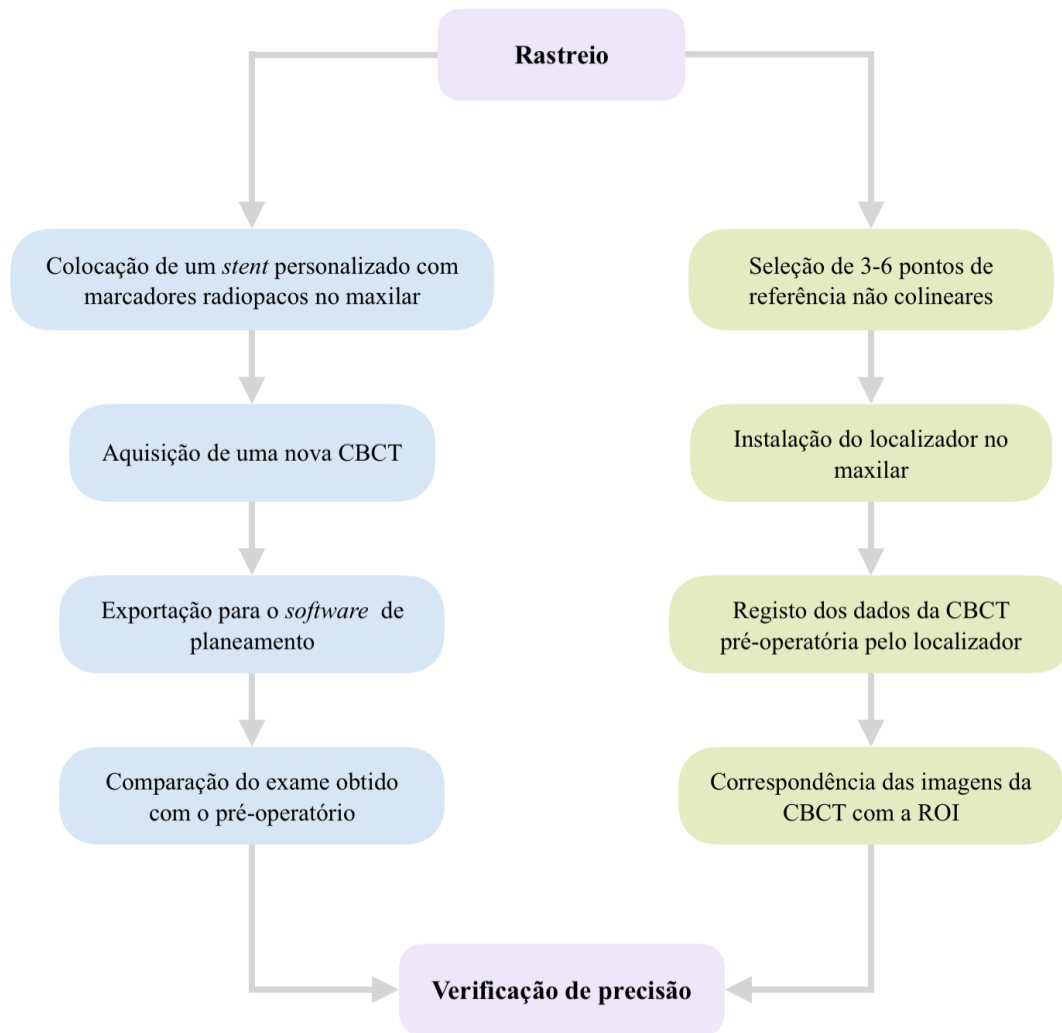 Rastreio
Colocação de um stent personalizado com
marcadores radiopacos no maxilar
Aquisição de uma nova CBCT
Exportação para o software de
planeamento
Comparação do exame obtido
com o pré-operatório
Seleção de 3-6 pontos de
referência não colineares
Instalação do localizador no
maxilar
Registo dos dados da CBCT
pré-operatória pelo localizador
Correspondência das imagens da
CBCT com a ROI
Verificação de precisão